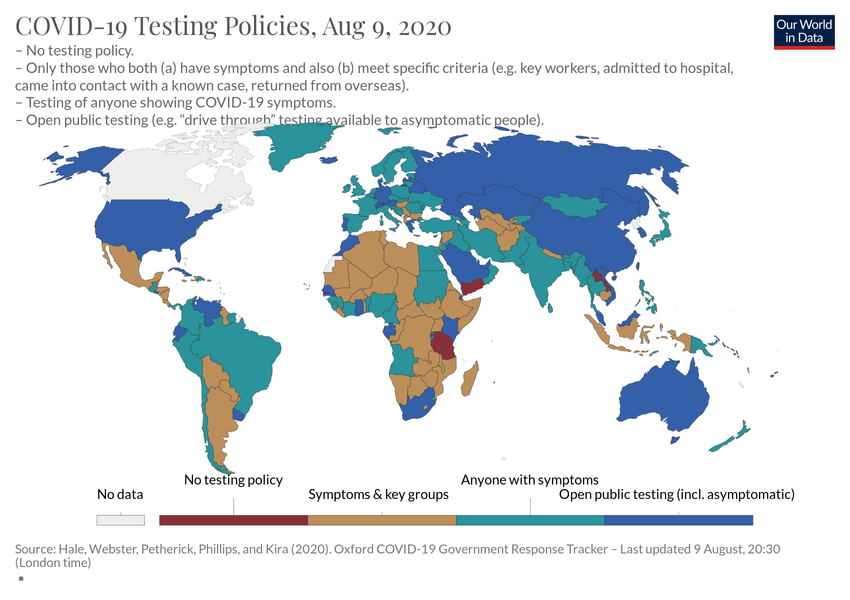 COVID-19 Testing Policies, Aug 9, 2020
Our World
in Data
– No testing policy.
– Only those who both (a) have symptoms and also (b) meet specific criteria (e.g. key workers, admitted to hospital,
came into contact with a known case, returned from overseas).
– Testing of anyone showing COVID-19 symptoms.
– Open public testing (e.g. “drive through” testing available to asymptomatic people).
No testing policy
Anyone with symptoms
No data
Symptoms & key groups
Open public testing (incl. asymptomatic)
Source: Hale, Webster, Petherick, Phillips, and Kira (2020). Oxford COVID-19 Government Response Tracker – Last updated 9 August, 20:30
(London time)
•